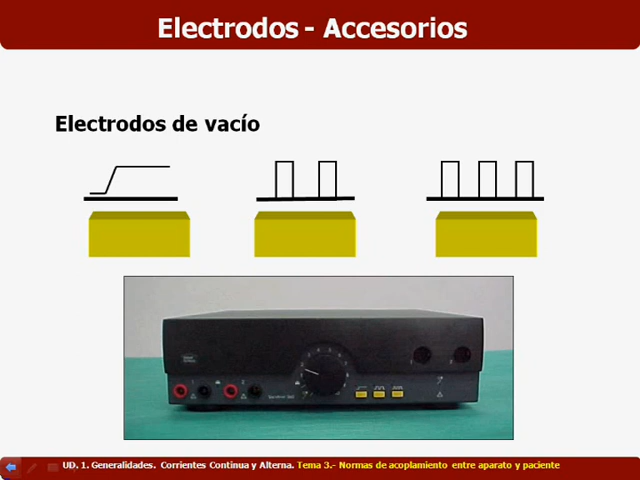 Electrodos - Accesorios
Electrodos de vacío
UD. 1. Generalidades. Corrientes Continua y Alterna. Tema 3.- Normas de acoplamiento entre aparato y paciente